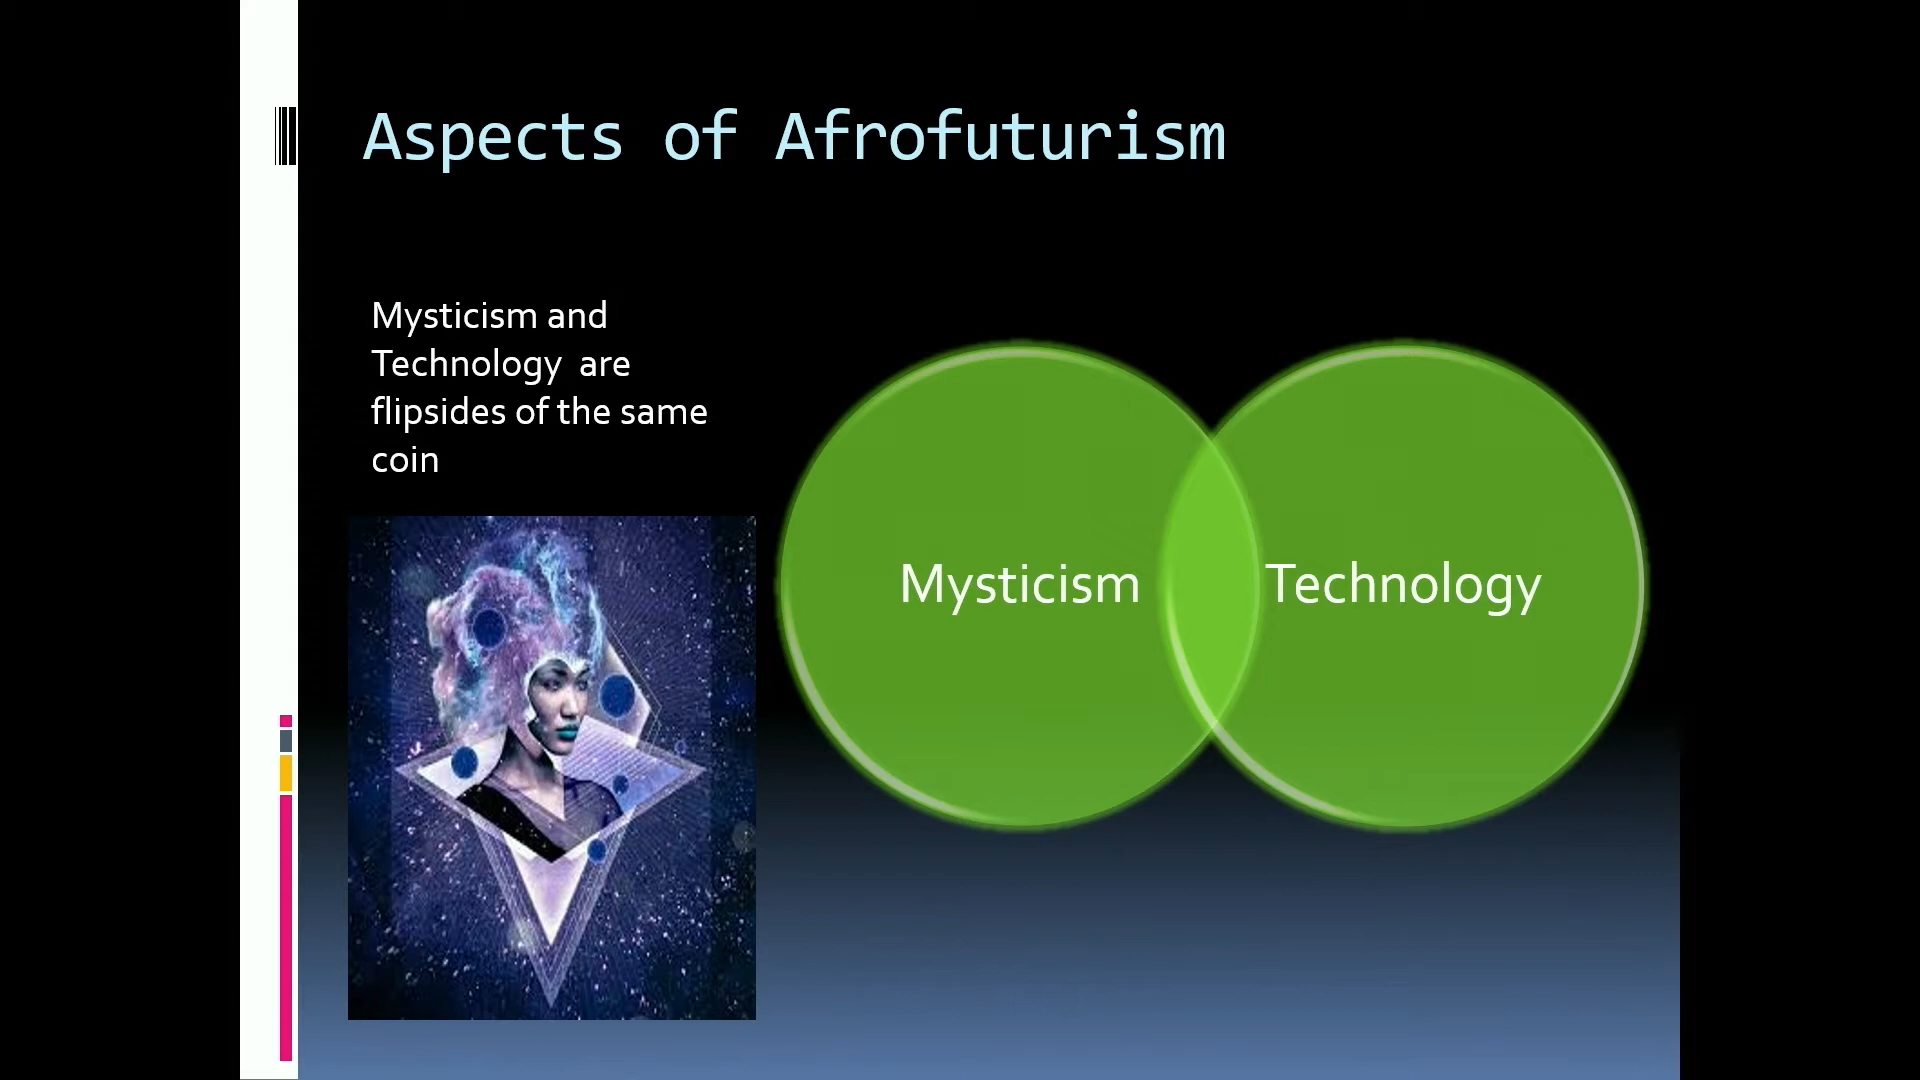 Aspects of Afrofuturism
Mysticism and
Technology  are
flipsides of the same
coin
Mysticism
Technology